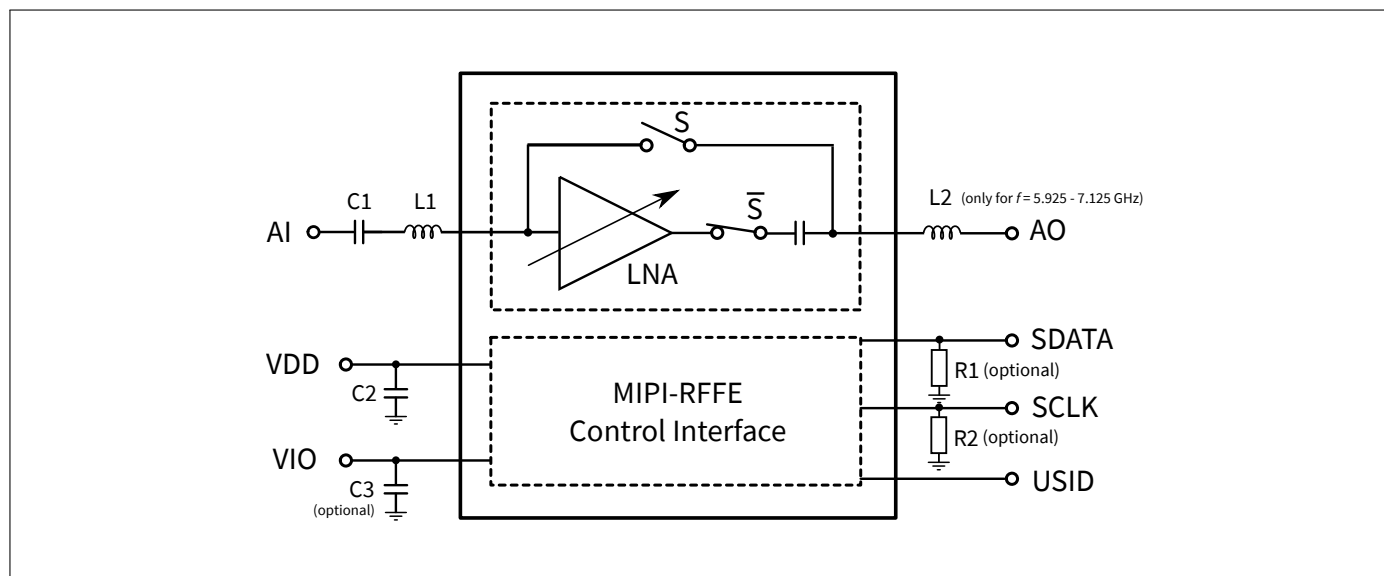 S
C1
L1
AI
S̅
LNA
L2 (only for f = 5.925 - 7.125 GHz)
AO
VDD
C2
VIO
C3
(optional)
MIPI-RFFE
Control Interface
SDATA
R1 (optional)
SCLK
R2 (optional)
USID